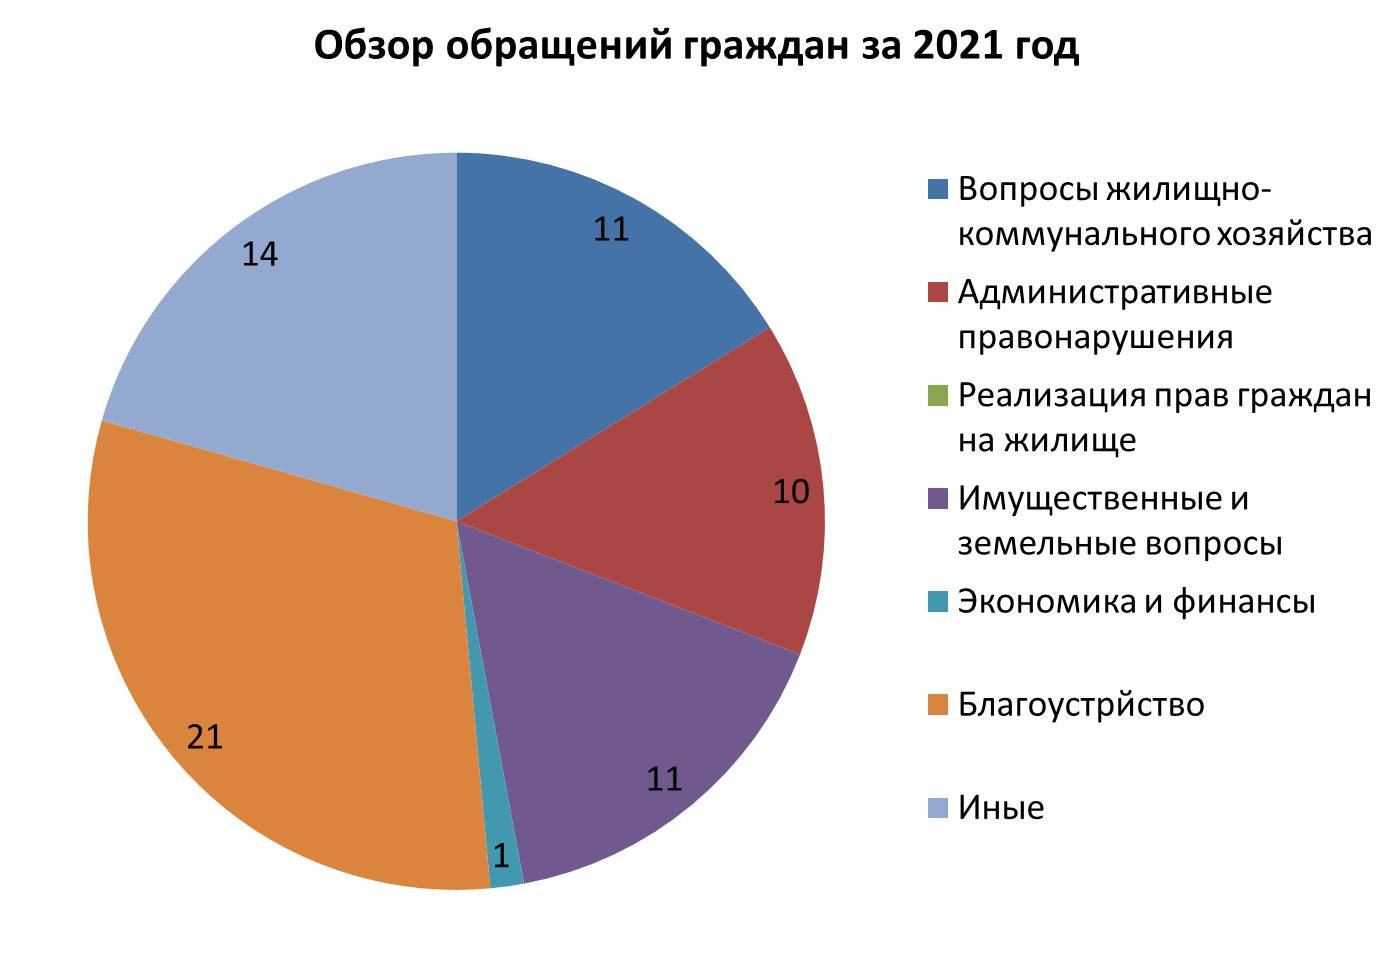 Обзор обращений граждан за 2021 год
11
14
10
11
21
1
Вопросы жилищно-
коммунального хозяйства
Административные
правонарушения
Реализация прав граждан
на жилище
Имущественные и
земельные вопросы
Экономика и финансы
Благоустрйство
Иные